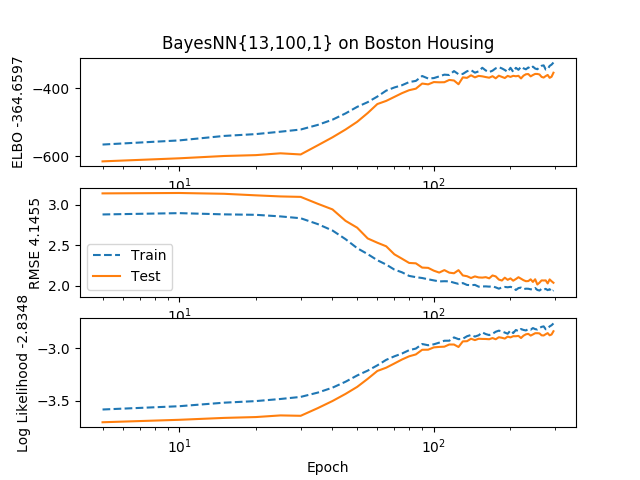 BayesNN{13,100,1} on Boston Housing
ELBO -364.6597
−400
−600
10¹
10²
RMSE 4.1455
3.0
2.5
2.0
Train
Test
10¹
10²
Log Likelihood -2.8348
−3.0
−3.5
10¹
10²
Epoch